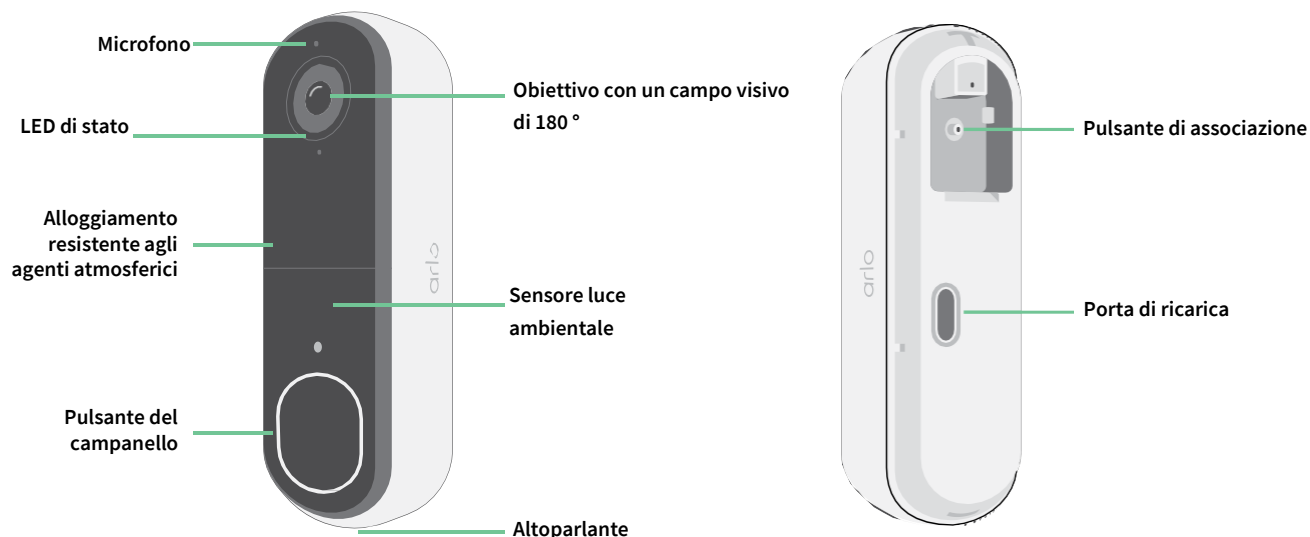 Microfono
Obiettivo con un campo visivo
di 180 °
LED di stato
Alloggiamento
resistente agli
agenti atmosferici
Sensore luce
ambientale
Pulsante del
campanello
Altoparlante
arlo
Pulsante di associazione
Porta di ricarica
arlo